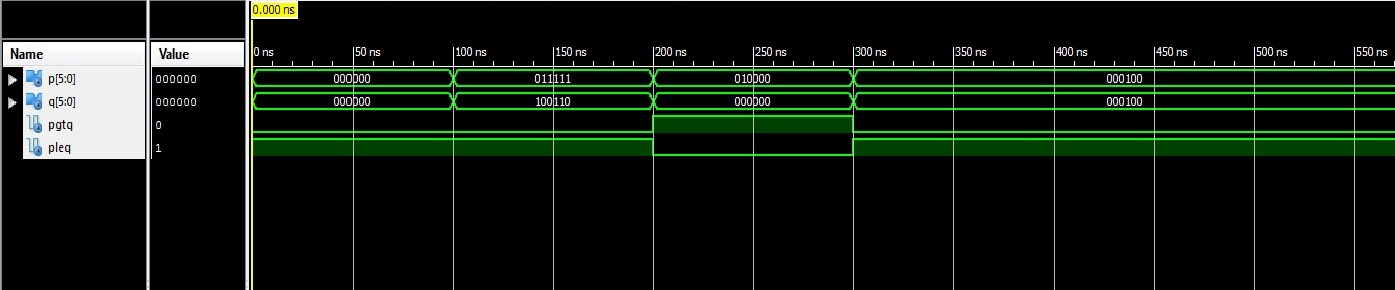 0.000 ns
Name Value
0 ns 50 ns 100 ns 150 ns 200 ns 250 ns 300 ns 350 ns 400 ns 450 ns 500 ns 550 ns
p[5:0] 000000 000000 011111 010000 000100
q[5:0] 000000 000000 100110 000000 000100
pgtq 0
pleq 1